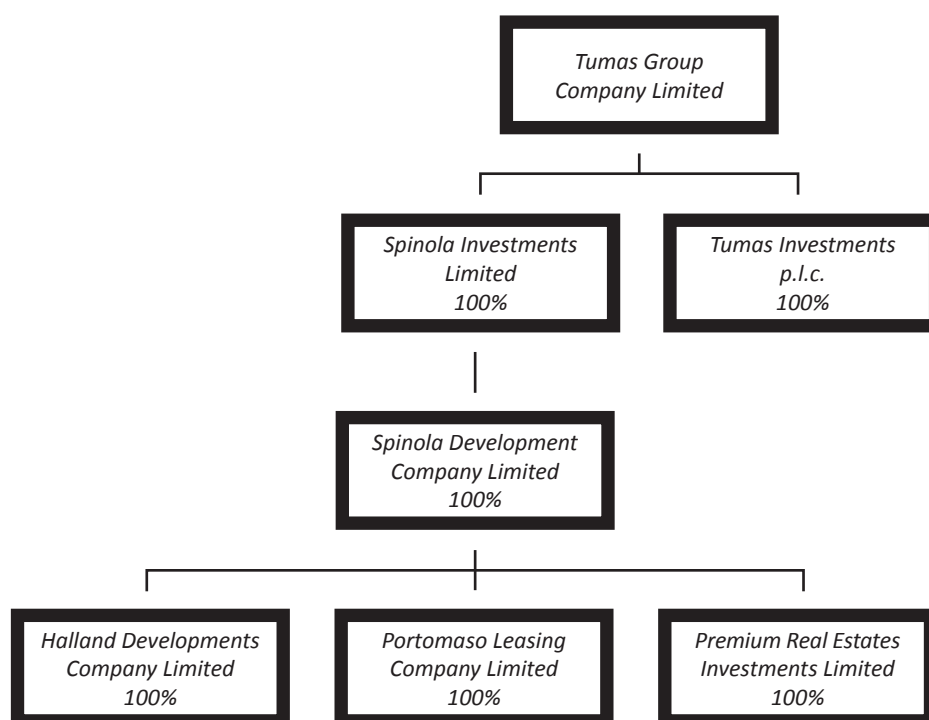 Tumas Group
Company Limited
Spinola Investments
Limited
100%
Tumas Investments
p.l.c.
100%
Spinola Development
Company Limited
100%
Halland Developments
Company Limited
100%
Portomaso Leasing
Company Limited
100%
Premium Real Estates
Investments Limited
100%